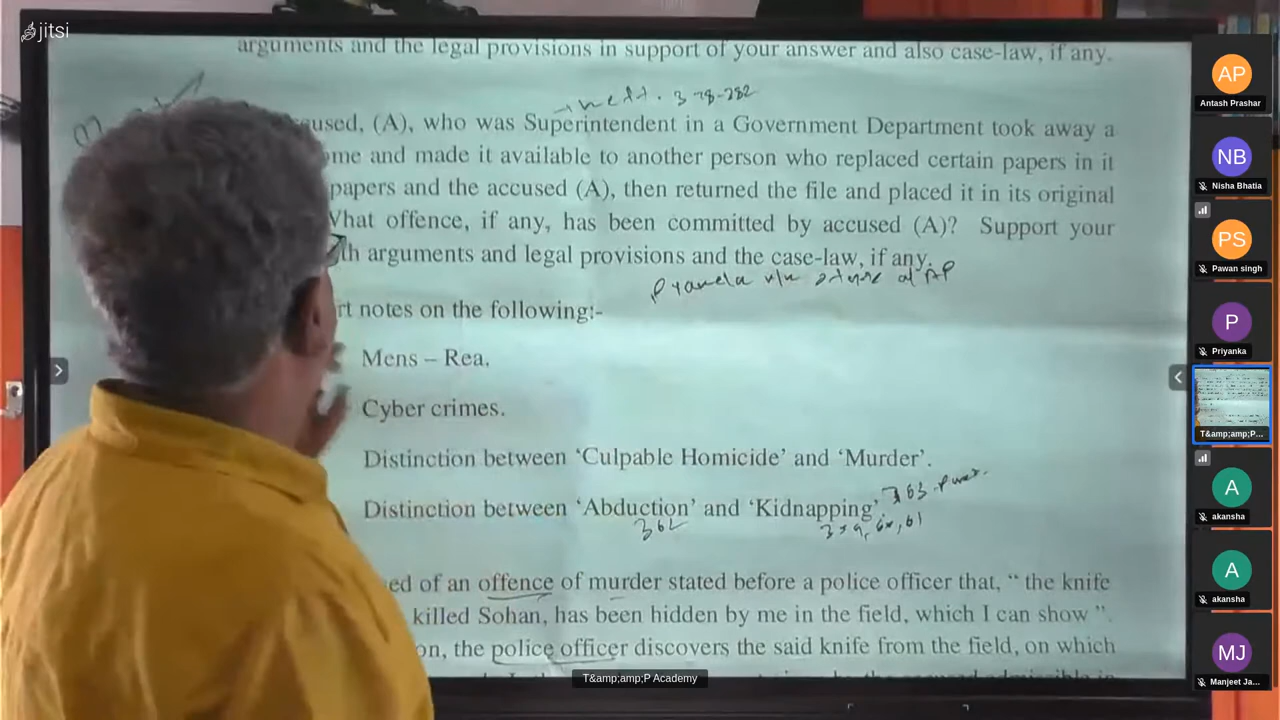 jitsi
arguments and the legal provisions in support of your answer and also case-law, if any.
theft. 378-382
used, (A), who was Superintendent in a Government Department took away a
me and made it available to another person who replaced certain papers in it
papers and the accused (A), then returned the file and placed it in its original
What offence, if any, has been committed by accused (A)? Support your
th arguments and legal provisions and the case-law, if any.
rt notes on the following:-
Mens – Rea.
Cyber crimes.
Distinction between ‘Culpable Homicide’ and ‘Murder’.
363
Distinction between ‘Abduction’ and ‘Kidnapping’.
362
ed of an offence of murder stated before a police officer that, “ the knife
killed Sohan, has been hidden by me in the field, which I can show ”.
on, the police officer discovers the said knife from the field, on which
T&amp;amp;P Academy
AP
Antash Prashar
NB
Nisha Bhatia
PS
Pawan singh
P
Priyanka
T&amp;amp;P...
A
akansha
A
akansha
MJ
Manjeet Ja...